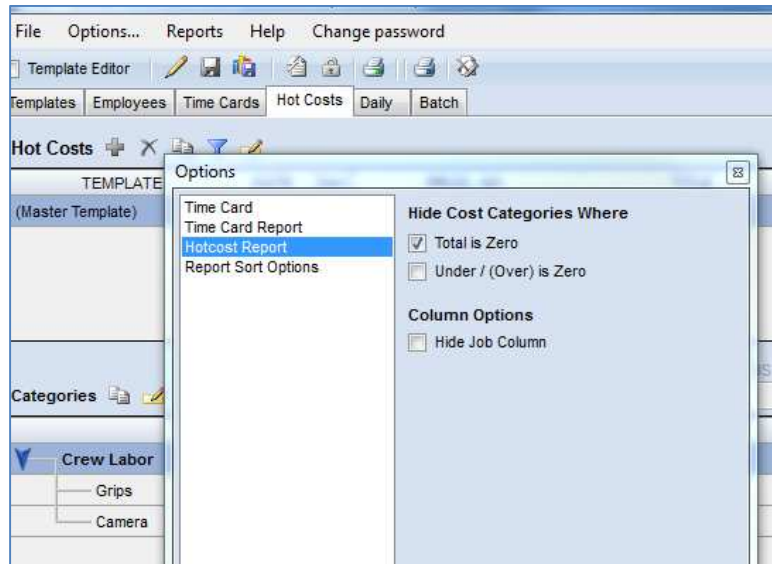 File Options... Reports Help Change password
Template Editor
Templates Employees Time Cards Hot Costs Daily Batch
Hot Costs
Options
TEMPLATE
(Master Template)
Time Card
Time Card Report
Hotcost Report
Report Sort Options
Hide Cost Categories Where
Total is Zero
Under / (Over) is Zero
Column Options
Hide Job Column
Categories
Crew Labor
Grips
Camera